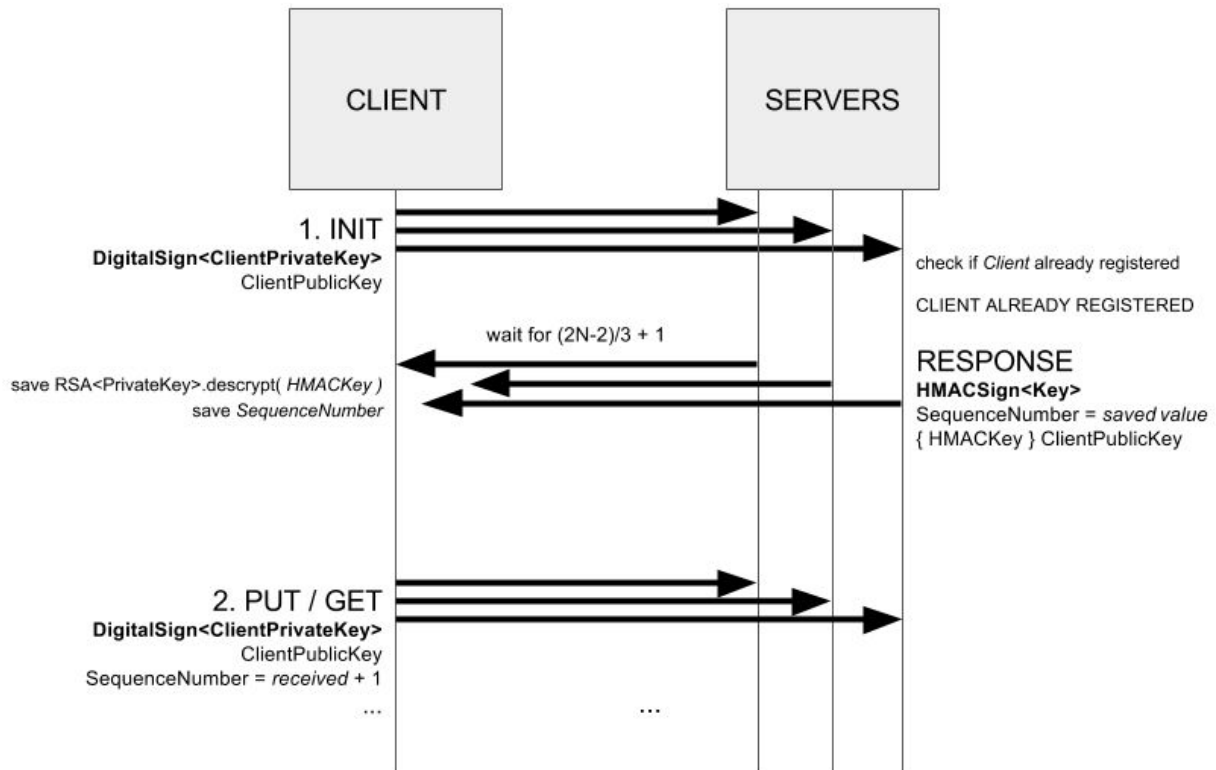 CLIENT
SERVERS
1. INIT
DigitalSign<ClientPrivateKey>
ClientPublicKey
check if Client already registered
CLIENT ALREADY REGISTERED
wait for (2N-2)/3 + 1
RESPONSE
HMACSign<Key>
SequenceNumber = saved value
{ HMACKey } ClientPublicKey
save RSA<PrivateKey>.descrypt( HMACKey )
save SequenceNumber
2. PUT / GET
DigitalSign<ClientPrivateKey>
ClientPublicKey
SequenceNumber = received + 1
...
...